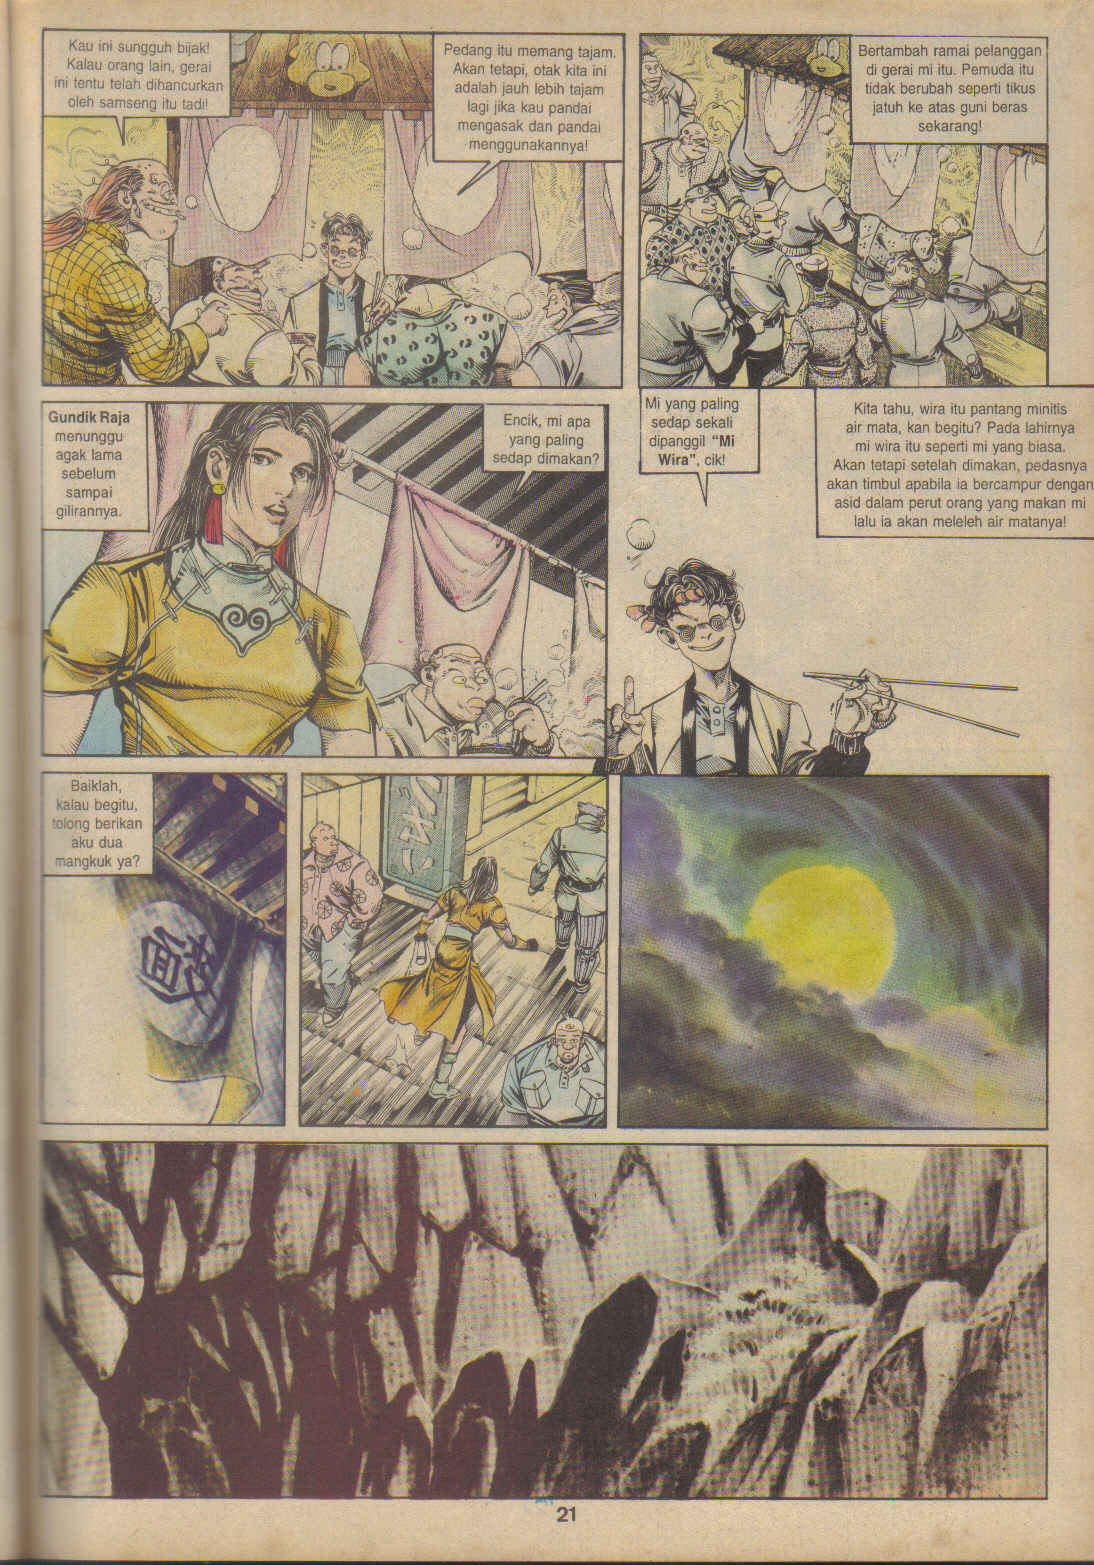 Kau ini sungguh bijak!
Kalau orang lain, gerai
ini tentu telah dihancurkan
oleh samseng itu tadi!
Pedang itu memang tajam.
Akan tetapi, otak kita ini
adalah jauh lebih tajam
lagi jika kau pandai
mengasak dan pandai
menggunakannya!
Bertambah ramai pelanggan
di gerai mi itu. Pemuda itu
tidak berubah seperti tikus
jatuh ke atas guni beras
sekarang!
Gundik Raja
menunggu
agak lama
sebelum
sampai
gilirannya.
Encik, mi apa
yang paling
sedap dimakan?
Mi yang paling
sedap sekali
dipanggil “Mi
Wira”, cik!
Kita tahu, wira itu pantang minitis
air mata, kan begitu? Pada lahirnya
mi wira itu seperti mi yang biasa.
Akan tetapi setelah dimakan, pedasnya
akan timbul apabila ia bercampur dengan
asid dalam perut orang yang makan mi
lalu ia akan meleleh air matanya!
Baiklah,
kalau begitu,
tolong berikan
aku dua
mangkuk ya?
21